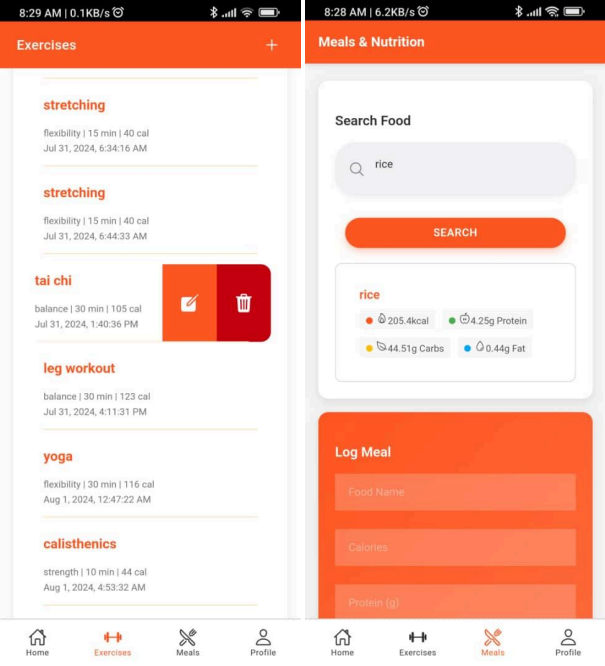 8:29 AM | 0.1KB/s
Exercises
stretching
flexibility | 15 min | 40 cal
Jul 31, 2024, 6:34:16 AM
stretching
flexibility | 15 min | 40 cal
Jul 31, 2024, 6:44:33 AM
tai chi
balance | 30 min | 105 cal
Jul 31, 2024, 1:40:36 PM
leg workout
balance | 30 min | 123 cal
Jul 31, 2024, 4:11:31 PM
yoga
flexibility | 30 min | 116 cal
Aug 1, 2024, 12:47:22 AM
calisthenics
strength | 10 min | 44 cal
Aug 1, 2024, 4:53:32 AM
Home Exercises Meals Profile
8:28 AM | 6.2KB/s
Meals & Nutrition
Search Food
rice
SEARCH
rice
205.4kcal 4.25g Protein
44.51g Carbs 0.44g Fat
Log Meal
Food Name
Calories
Protein (g)
Home Exercises Meals Profile